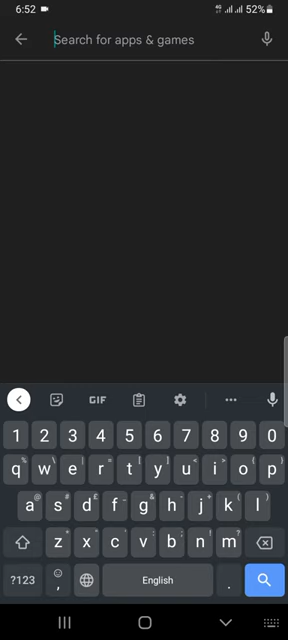 6:52 4G 52%
Search for apps & games
GIF
1 2 3 4 5 6 7 8 9 0
q w e r t y u i o p
a s d f g h j k l
z x c v b n m
?123 , English .